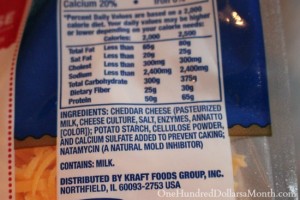 Calcium 20%
*Percent Daily Values are based on a 2,000
calorie diet. Your daily values may be higher
or lower depending on your calorie needs:
Calories: 2,000 2,500
Total Fat Less than 65g 80g
Sat Fat Less than 20g 25g
Cholest Less than 300mg 300mg
Sodium Less than 2,400mg 2,400mg
Total Carbohydrate 300g 375g
Dietary Fiber 25g 30g
Protein 50g 65g
INGREDIENTS: CHEDDAR CHEESE (PASTEURIZED
MILK, CHEESE CULTURE, SALT, ENZYMES, ANNATTO
[COLOR]); POTATO STARCH, CELLULOSE POWDER,
AND CALCIUM SULFATE ADDED TO PREVENT CAKING;
NATAMYCIN (A NATURAL MOLD INHIBITOR)
CONTAINS: MILK.
DISTRIBUTED BY KRAFT FOODS GROUP, INC.
NORTHFIELD, IL 60093-2753 USA
OneHundredDollarsaMonth.com